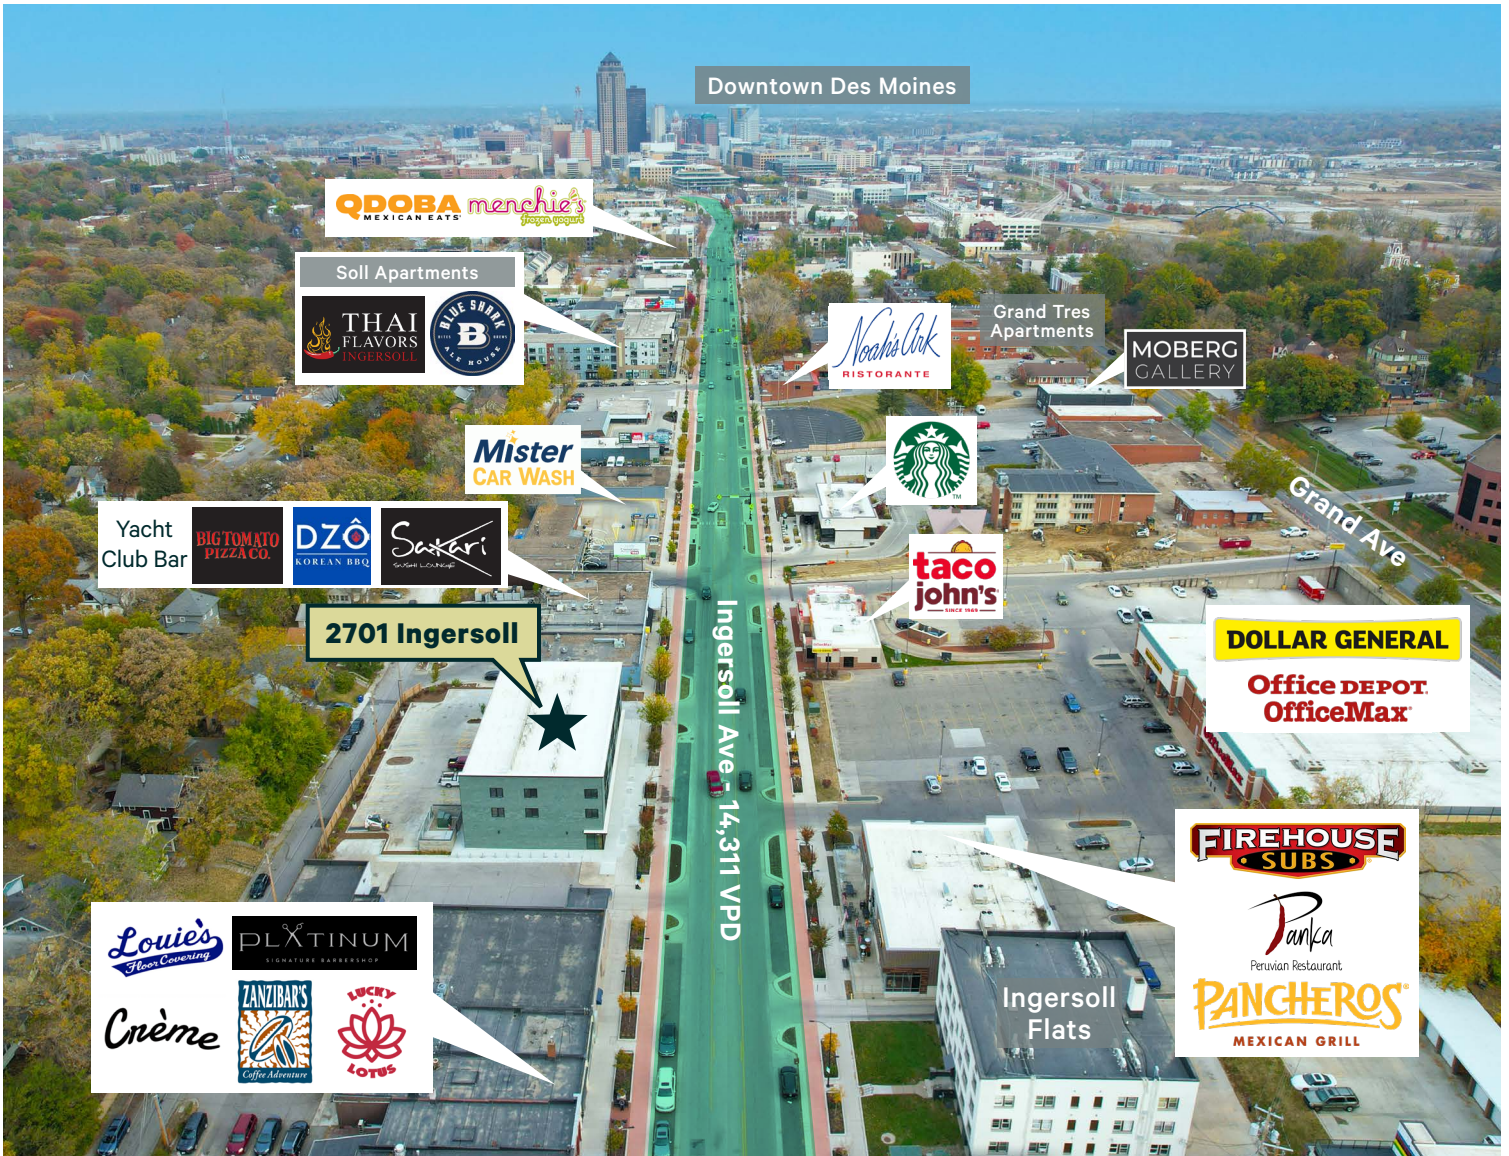 Downtown Des Moines
QDOBA
MEXICAN EATS
menchie's
frozen yogurt
Soll Apartments
THAI
FLAVORS
INGERSOLL
BLUE SHARK
B
ALE HOUSE
Noah's Ark
RISTORANTE
Grand Tres
Apartments
MOBERG
GALLERY
Mister
CAR WASH
TM
Grand Ave
Yacht
Club Bar
BIG TOMATO
PIZZA CO.
DZÔ
KOREAN BBQ
Sakari
SUSHI LOUNGE
taco
john's
SINCE 1969
2701 Ingersoll
Ingersoll Ave - 14,311 VPD
DOLLAR GENERAL
Office DEPOT
OfficeMax
OfficeMax
FIREHOUSE
SUBS
Panka
Peruvian Restaurant
PANCHEROS
MEXICAN GRILL
Louie's
Floor Covering
PLATINUM
SIGNATURE BARBERSHOP
Crème
ZANZIBAR'S
Coffee Adventure
LUCKY
LOTUS
Ingersoll
Flats